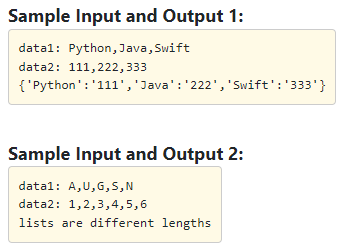 Sample Input and Output 1:
data1: Python,Java,Swift
data2: 111,222,333
{'Python':'111','Java':'222','Swift':'333'}
Sample Input and Output 2:
data1: A,U,G,S,N
data2: 1,2,3,4,5,6
lists are different lengths